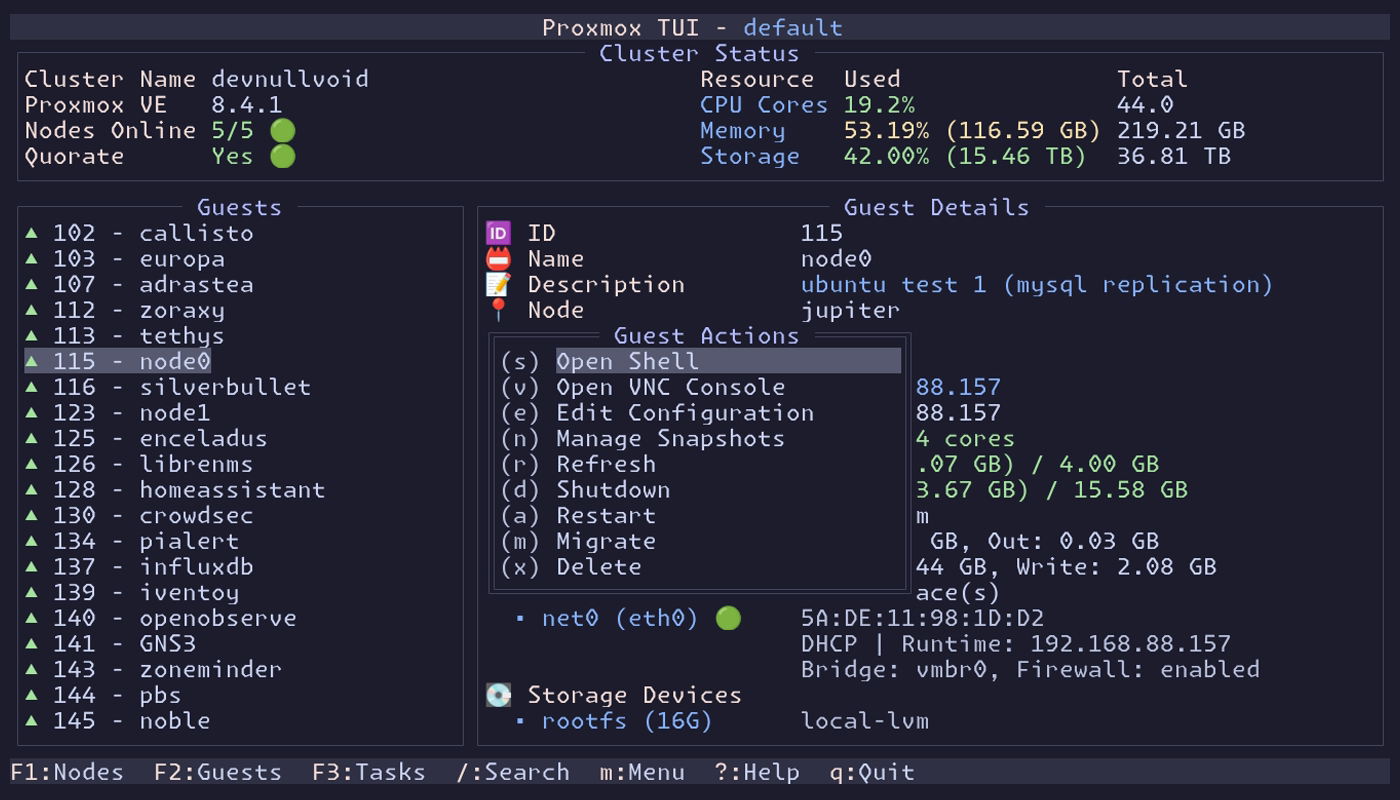 Proxmox TUI - default
Cluster Status
Cluster Name devnullvoid
Proxmox VE 8.4.1
Nodes Online 5/5
Quorate Yes
Resource Used Total
CPU Cores 19.2% 44.0
Memory 53.19% (116.59 GB) 219.21 GB
Storage 42.00% (15.46 TB) 36.81 TB
Guests
102 - callisto
103 - europa
107 - adrastea
112 - zoraxy
113 - tethys
115 - node0
116 - silverbullet
123 - node1
125 - enceladus
126 - librenms
128 - homeassistant
130 - crowdsec
134 - pialert
137 - influxdb
139 - iventoy
140 - openobserve
141 - GNS3
143 - zoneminder
144 - pbs
145 - noble
Guest Details
🆔 ID 115
Name node0
Description ubuntu test 1 (mysql replication)
Node jupiter
Guest Actions
(s) Open Shell
(v) Open VNC Console
(e) Edit Configuration
(n) Manage Snapshots
(r) Refresh
(d) Shutdown
(a) Restart
(m) Migrate
(x) Delete
88.157
88.157
4 cores
.07 GB) / 4.00 GB
3.67 GB) / 15.58 GB
m
GB, Out: 0.03 GB
44 GB, Write: 2.08 GB
ace(s)
▪ net0 (eth0) 5A:DE:11:98:1D:D2
DHCP | Runtime: 192.168.88.157
Bridge: vmbr0, Firewall: enabled
Storage Devices
▪ rootfs (16G) local-lvm
F1:Nodes F2:Guests F3:Tasks /:Search m:Menu ?:Help q:Quit